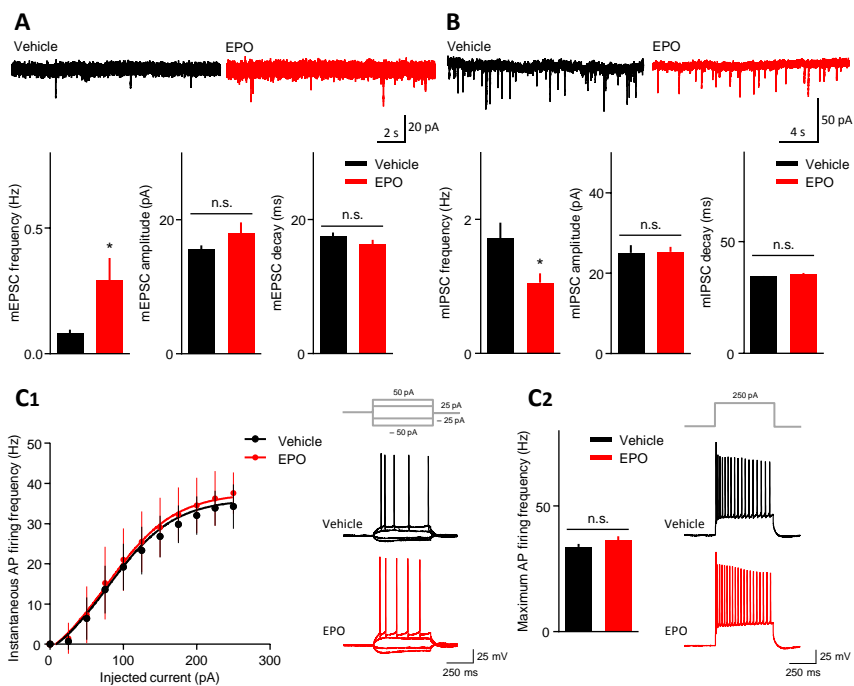 A
B
Vehicle
EPO
Vehicle
EPO
2 s
20 pA
4 s
50 pA
Vehicle
EPO
Vehicle
EPO
mEPSC frequency (Hz)
0.5
0.0
*
mEPSC amplitude (pA)
20
0
n.s.
mEPSC decay (ms)
20
0
n.s.
mIPSC frequency (Hz)
2
1
0
*
mIPSC amplitude (pA)
40
20
0
n.s.
mIPSC decay (ms)
50
0
n.s.
C1
C2
Instantaneous AP firing frequency (Hz)
50
40
30
20
10
0
0
100
200
300
Injected current (pA)
Vehicle
EPO
50 pA
25 pA
– 25 pA
– 50 pA
Vehicle
EPO
25 mV
250 ms
Maximum AP firing frequency (Hz)
50
0
Vehicle
EPO
n.s.
250 pA
Vehicle
EPO
25 mV
250 ms